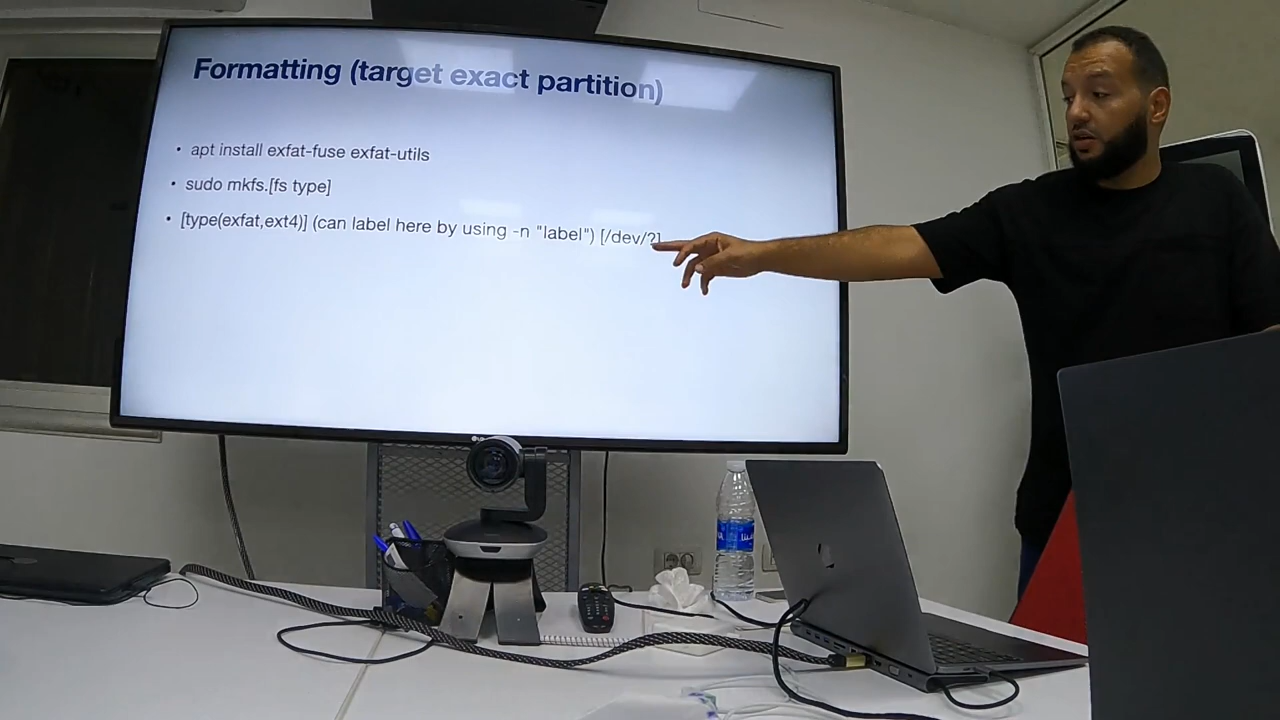 Formatting (target exact partition)
• apt install exfat-fuse exfat-utils
• sudo mkfs.[fs type]
• [type(exfat,ext4)] (can label here by using -n "label") [/dev/?]